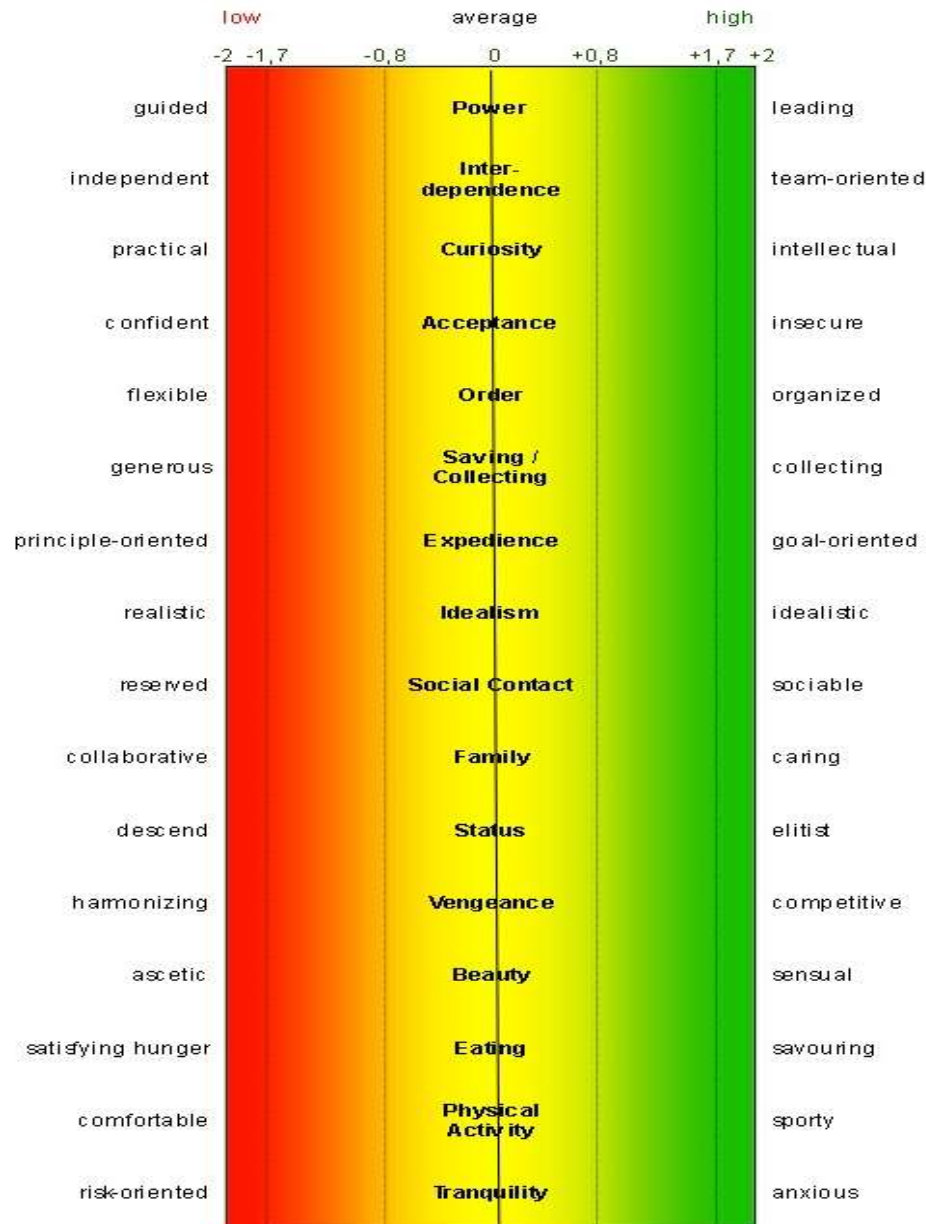 low average high
-2 -1,7 -0,8 0 +0,8 +1,7 +2
guided Power leading
independent Inter-
dependence team-oriented
practical Curiosity intellectual
confident Acceptance insecure
flexible Order organized
generous Saving /
Collecting collecting
principle-oriented Expedience goal-oriented
realistic Idealism idealistic
reserved Social Contact sociable
collaborative Family caring
descend Status elitist
harmonizing Vengeance competitive
ascetic Beauty sensual
satisfying hunger Eating savouring
comfortable Physical
Activity sporty
risk-oriented Tranquility anxious